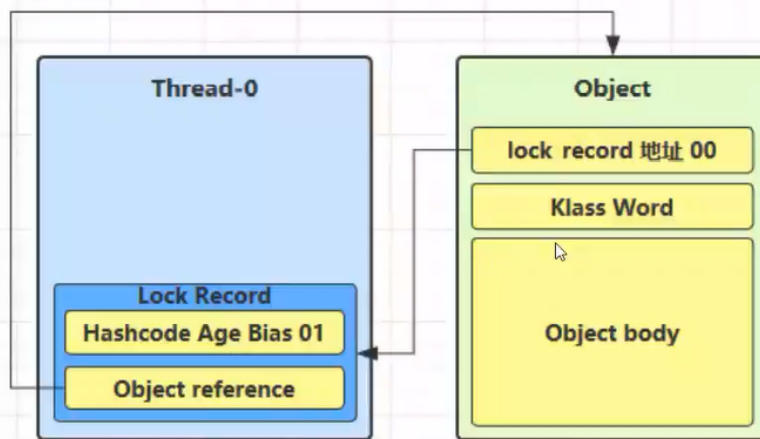 Thread-0
Lock Record
Hashcode Age Bias 01
Object reference
Object
lock record 地址 00
Klass Word
Object body